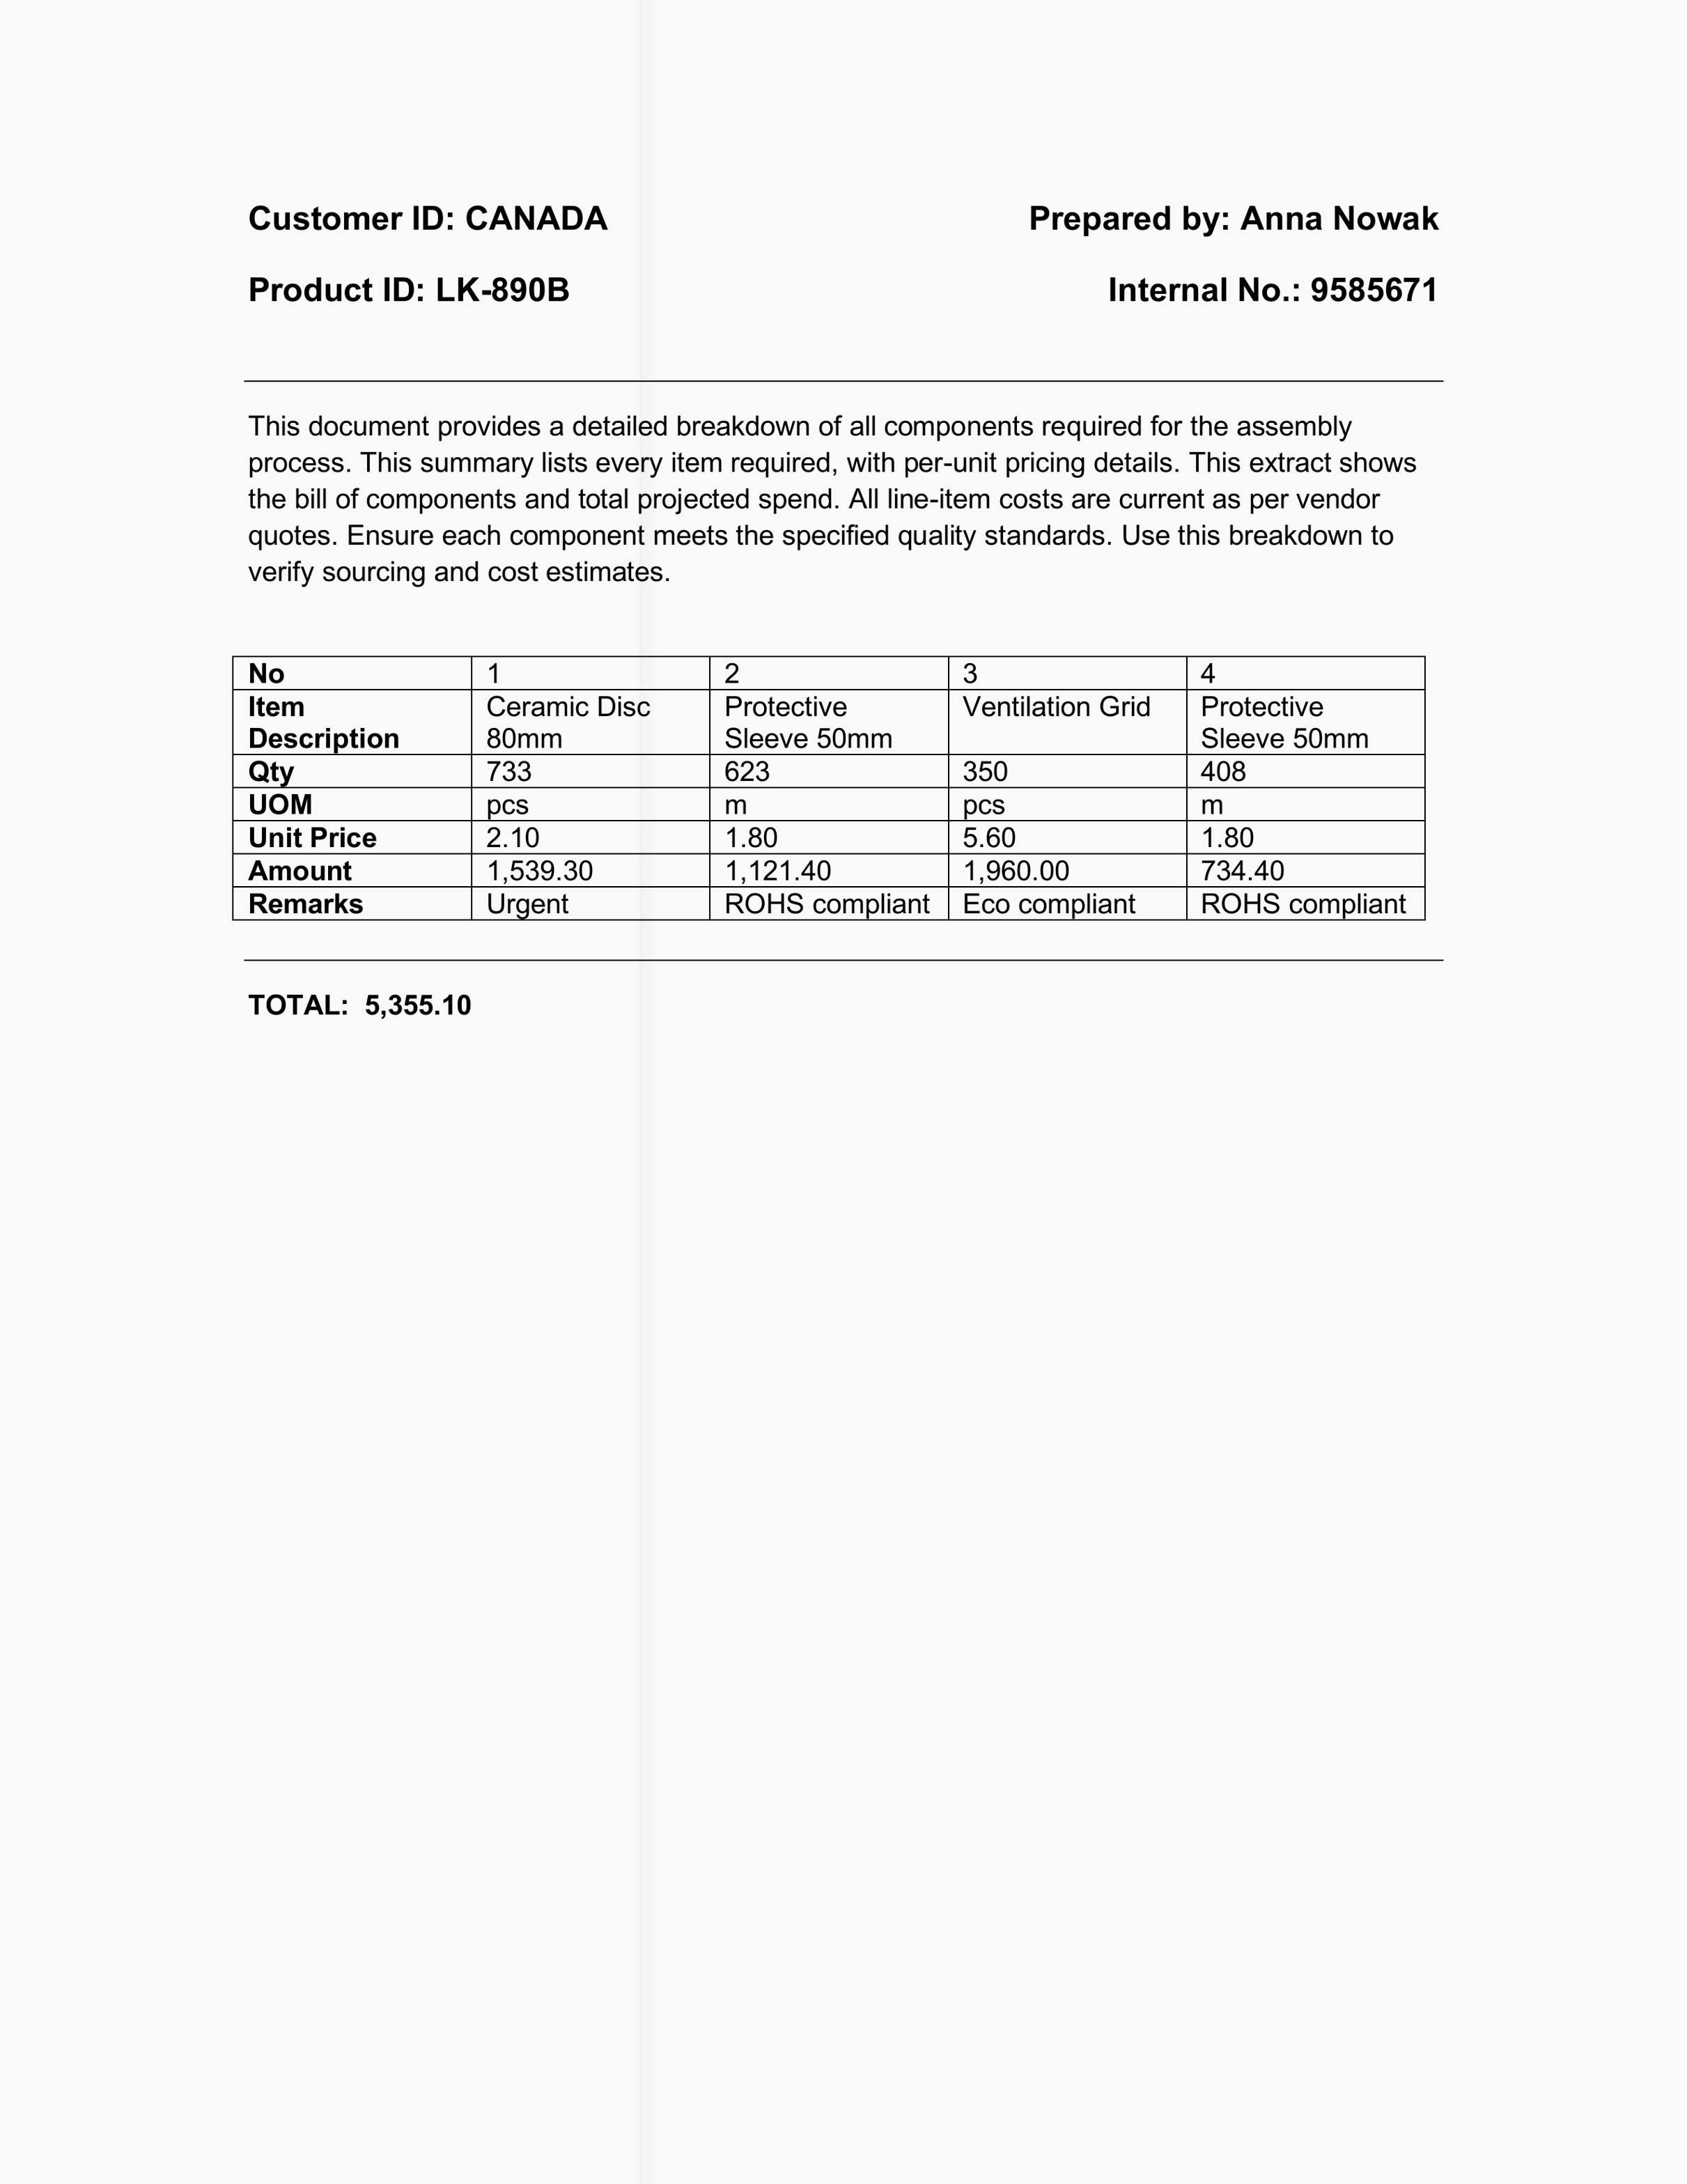 Customer ID: CANADA Prepared by: Anna Nowak
Product ID: LK-890B Internal No.: 9585671
This document provides a detailed breakdown of all components required for the assembly
process. This summary lists every item required, with per-unit pricing details. This extract shows
the bill of components and total projected spend. All line-item costs are current as per vendor
quotes. Ensure each component meets the specified quality standards. Use this breakdown to
verify sourcing and cost estimates.
No 1 2 3 4
Item Ceramic Disc Protective Ventilation Grid Protective
Description 80mm Sleeve 50mm Sleeve 50mm
Qty 733 623 350 408
UOM pcs m pcs m
Unit Price 2.10 1.80 5.60 1.80
Amount 1,539.30 1,121.40 1,960.00 734.40
Remarks Urgent ROHS compliant Eco compliant ROHS compliant
TOTAL: 5,355.10